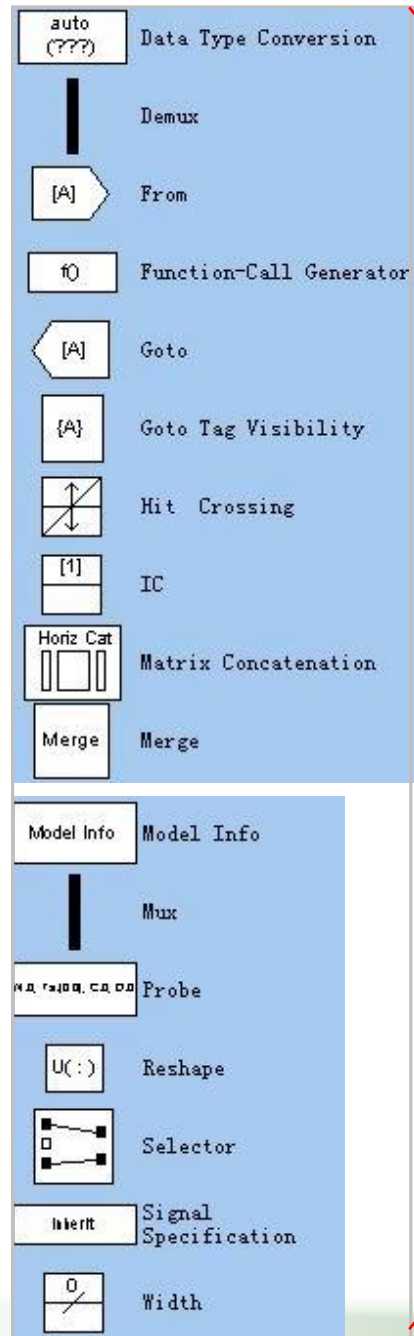 auto
(???)
Data Type Conversion
Demux
[A]
From
f()
Function-Call Generator
[A]
Goto
{A}
Goto Tag Visibility
Hit Crossing
[1]
IC
Horiz Cat
Matrix Concatenation
Merge
Merge
Model Info
Model Info
Mux
Probe
U( : )
Reshape
Selector
Inherit
Signal
Specification
0
Width